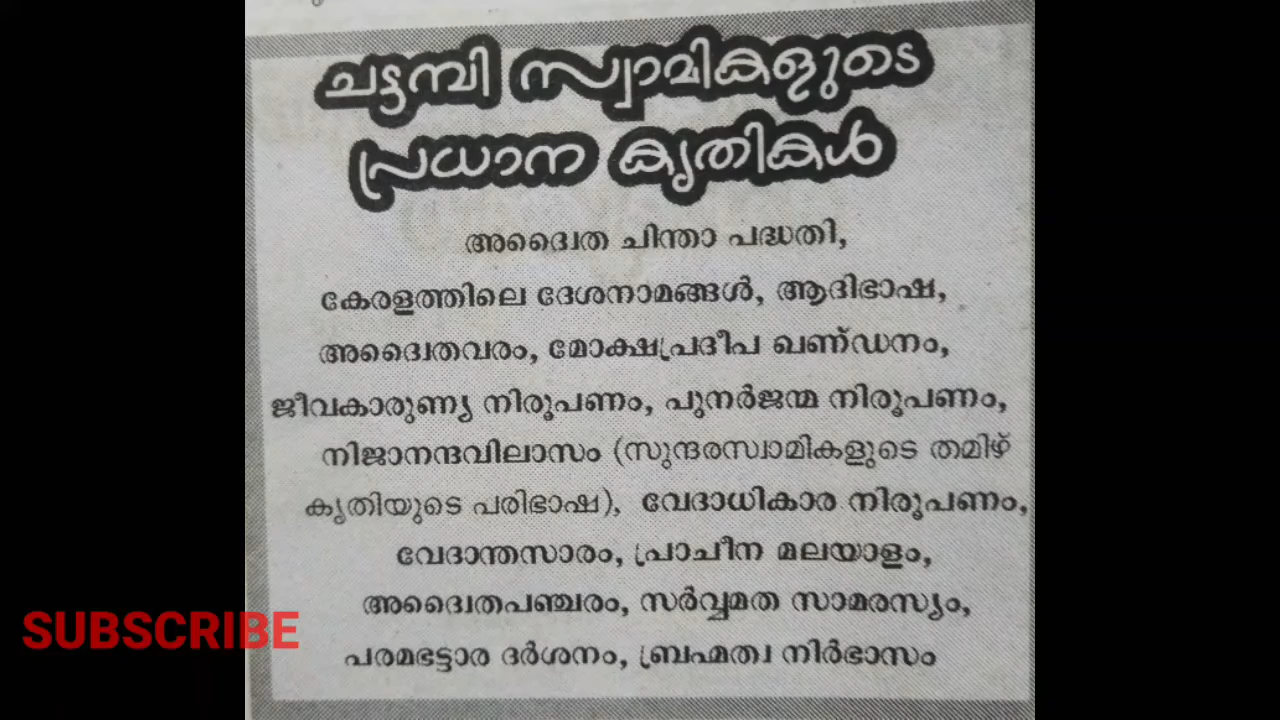 ചട്ടമ്പി സ്വാമികളുടെ
പ്രധാന കൃതികൾ
അദ്വൈത ചിന്താ പദ്ധതി,
കേരളത്തിലെ ദേശനാമങ്ങൾ, ആദിഭാഷ,
അദ്വൈതവരം, മോക്ഷപ്രദീപ ഖണ്ഡനം,
ജീവകാരുണ്യ നിരൂപണം, പുനർജന്മ നിരൂപണം,
നിജാനന്ദവിലാസം (സുന്ദരസ്വാമികളുടെ തമിഴ്
കൃതിയുടെ പരിഭാഷ), വേദാധികാര നിരൂപണം,
വേദാന്തസാരം, പ്രാചീന മലയാളം,
അദ്വൈതപഞ്ചരം, സർവ്വമത സാമരസ്യം,
പരമഭട്ടാര ദർശനം, ബ്രഹ്മത്വ നിർഭാസം
SUBSCRIBE